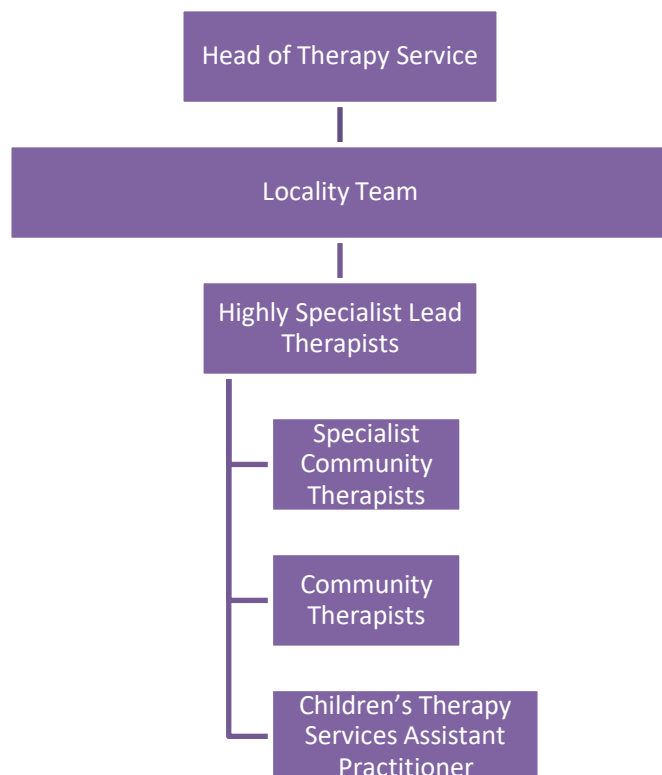 Head of Therapy Service
Locality Team
Highly Specialist Lead
Therapists
Specialist
Community
Therapists
Community
Therapists
Children’s Therapy
Services Assistant
Practitioner